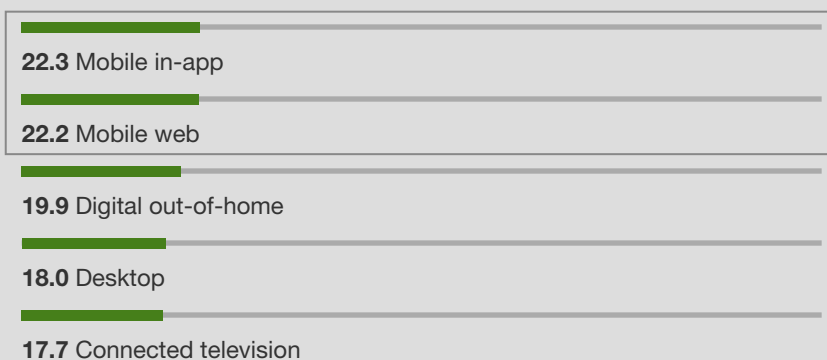 22.3 Mobile in-app
22.2 Mobile web
19.9 Digital out-of-home
18.0 Desktop
17.7 Connected television